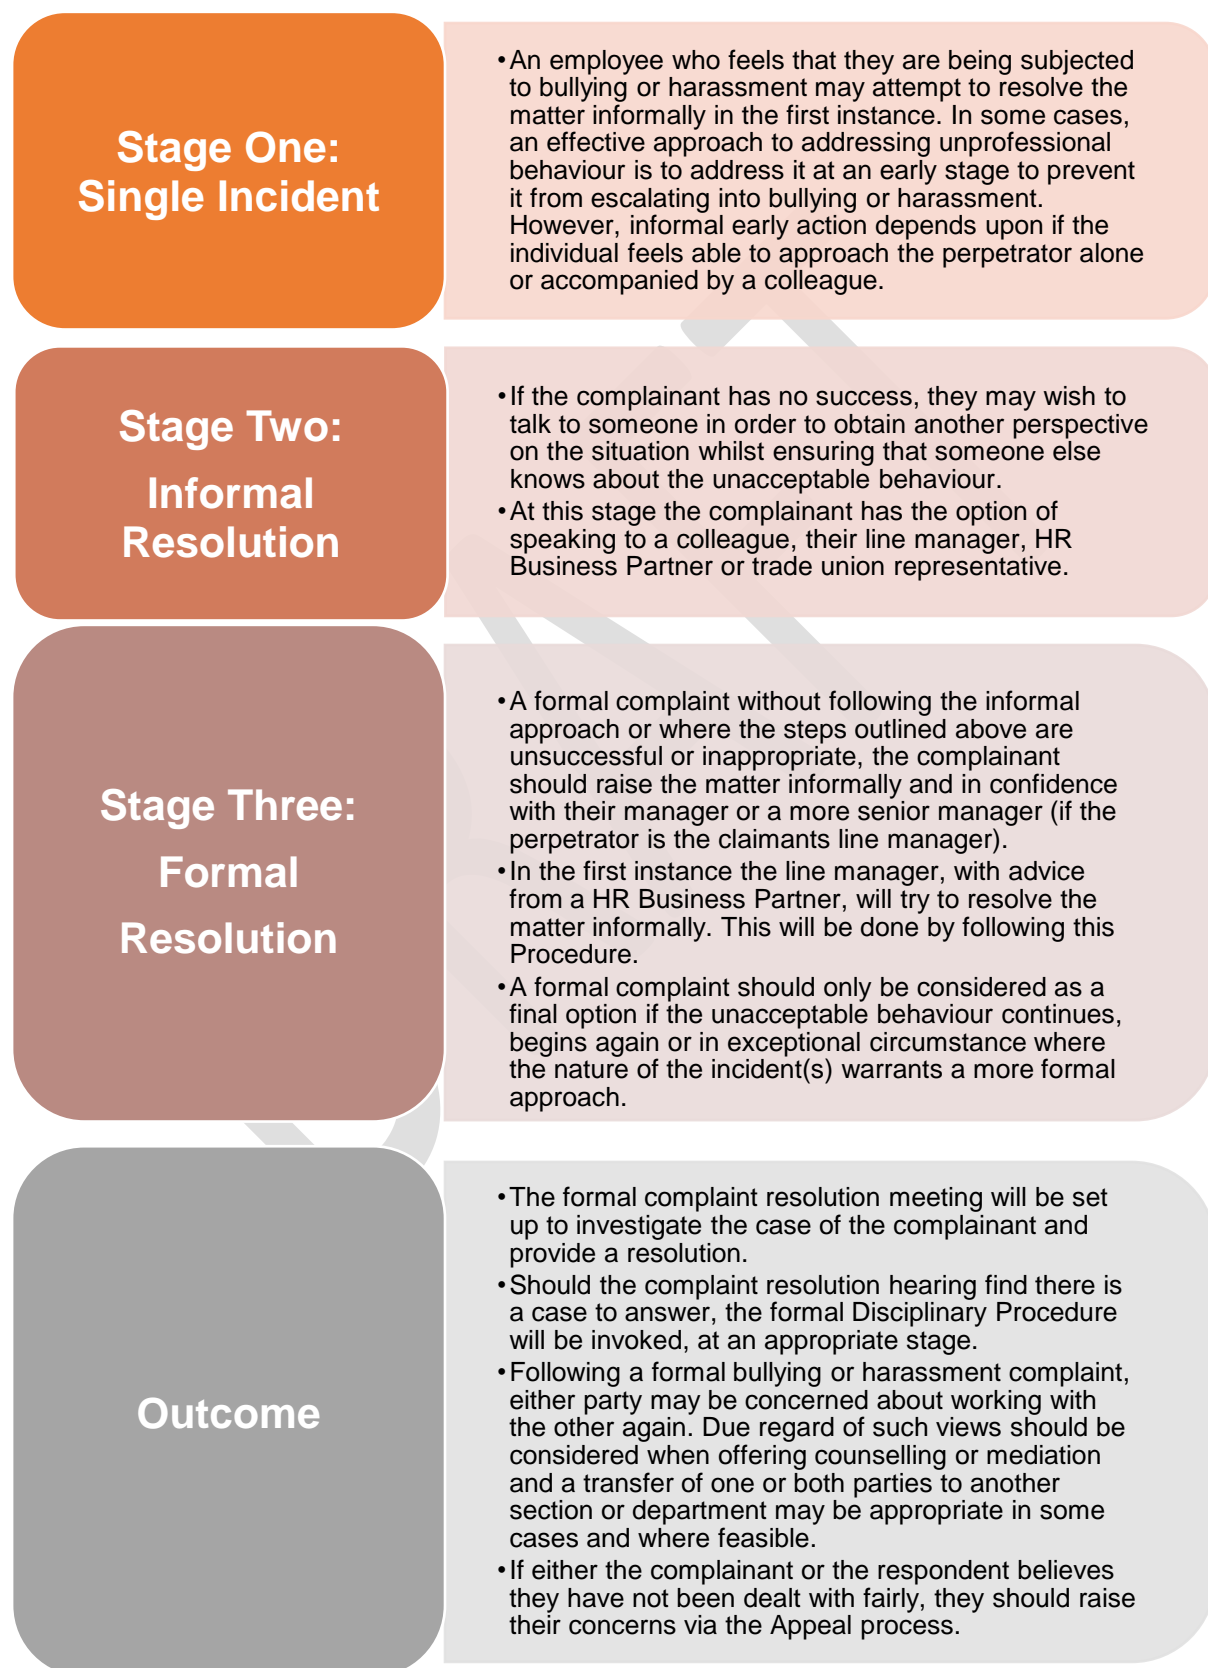 Stage One:
Single Incident
•An employee who feels that they are being subjected
to bullying or harassment may attempt to resolve the
matter informally in the first instance. In some cases,
an effective approach to addressing unprofessional
behaviour is to address it at an early stage to prevent
it from escalating into bullying or harassment.
However, informal early action depends upon if the
individual feels able to approach the perpetrator alone
or accompanied by a colleague.
Stage Two:
Informal
Resolution
•If the complainant has no success, they may wish to
talk to someone in order to obtain another perspective
on the situation whilst ensuring that someone else
knows about the unacceptable behaviour.
•At this stage the complainant has the option of
speaking to a colleague, their line manager, HR
Business Partner or trade union representative.
Stage Three:
Formal
Resolution
•A formal complaint without following the informal
approach or where the steps outlined above are
unsuccessful or inappropriate, the complainant
should raise the matter informally and in confidence
with their manager or a more senior manager (if the
perpetrator is the claimants line manager).
•In the first instance the line manager, with advice
from a HR Business Partner, will try to resolve the
matter informally. This will be done by following this
Procedure.
•A formal complaint should only be considered as a
final option if the unacceptable behaviour continues,
begins again or in exceptional circumstance where
the nature of the incident(s) warrants a more formal
approach.
Outcome
•The formal complaint resolution meeting will be set
up to investigate the case of the complainant and
provide a resolution.
•Should the complaint resolution hearing find there is
a case to answer, the formal Disciplinary Procedure
will be invoked, at an appropriate stage.
•Following a formal bullying or harassment complaint,
either party may be concerned about working with
the other again. Due regard of such views should be
considered when offering counselling or mediation
and a transfer of one or both parties to another
section or department may be appropriate in some
cases and where feasible.
•If either the complainant or the respondent believes
they have not been dealt with fairly, they should raise
their concerns via the Appeal process.